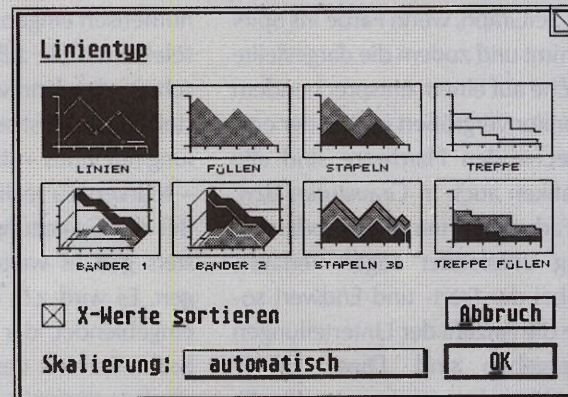 Linientyp
LINIEN FÜLLEN STAPELN TREPPE
BÄNDER 1 BÄNDER 2 STAPELN 3D TREPPE FÜLLEN
X-Werte sortieren Abbruch
Skalierung: automatisch OK